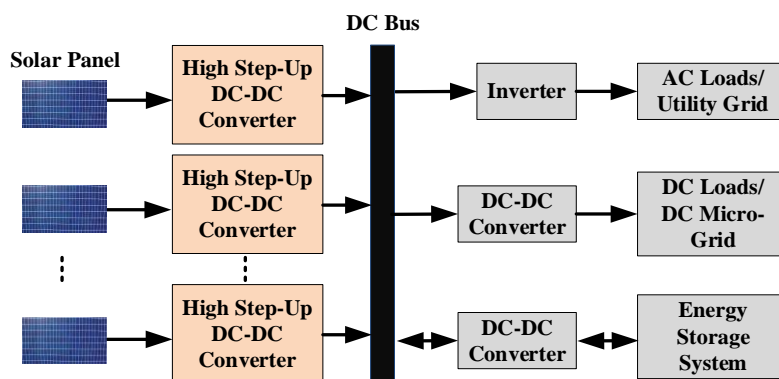 DC Bus
Solar Panel
High Step-Up
DC-DC
Converter
Inverter
AC Loads/
Utility Grid
High Step-Up
DC-DC
Converter
DC-DC
Converter
DC Loads/
DC Micro-
Grid
High Step-Up
DC-DC
Converter
DC-DC
Converter
Energy
Storage
System